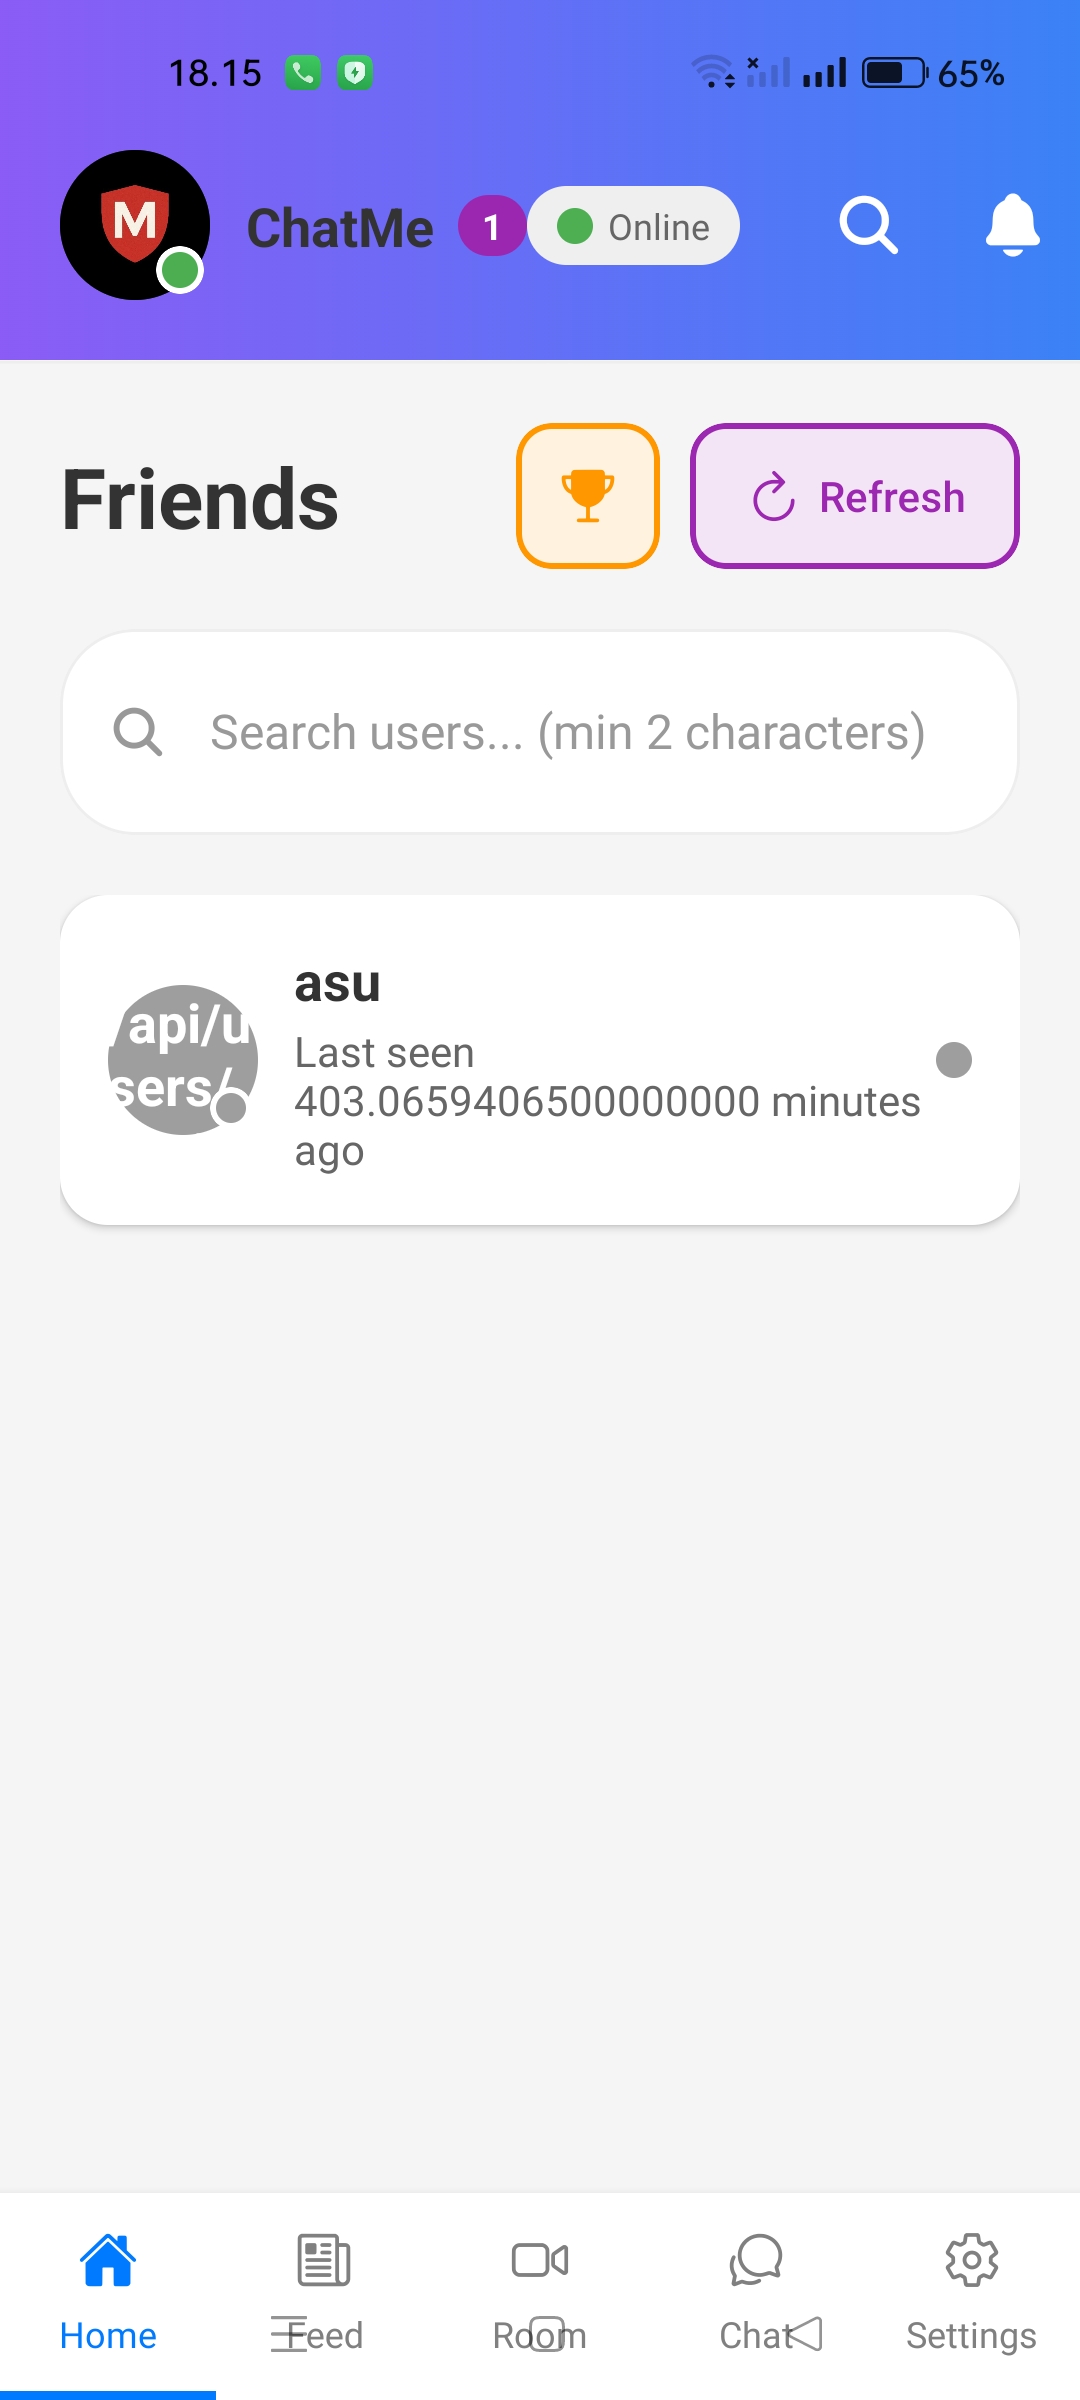 18.15
65%
M
ChatMe
1
Online
Friends
Refresh
Search users... (min 2 characters)
/api/u
sers/
asu
Last seen
403.0659406500000000 minutes
ago
Home
Feed
Room
Chat
Settings